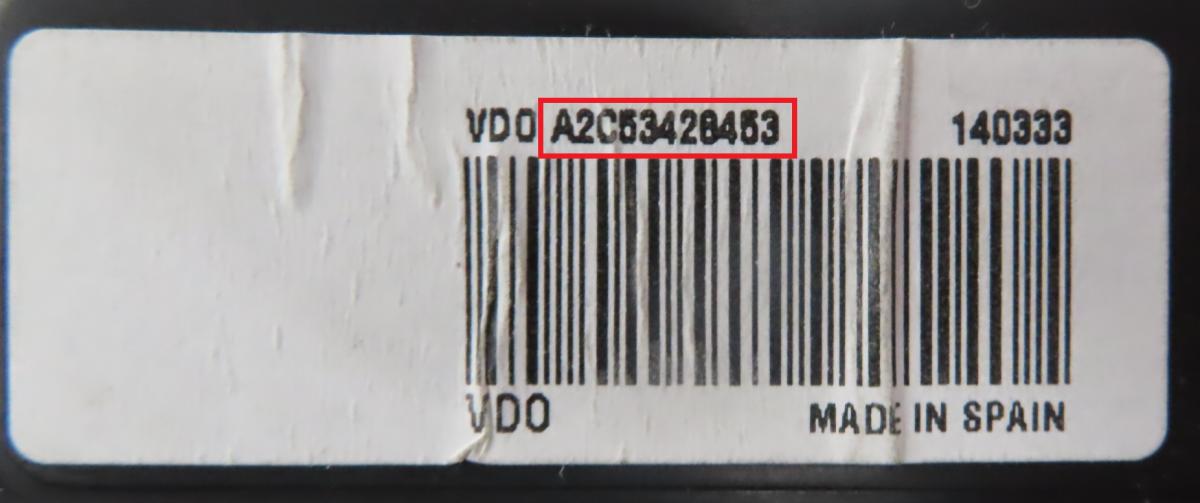 VDO A2C53426453 140333
VDO MADE IN SPAIN